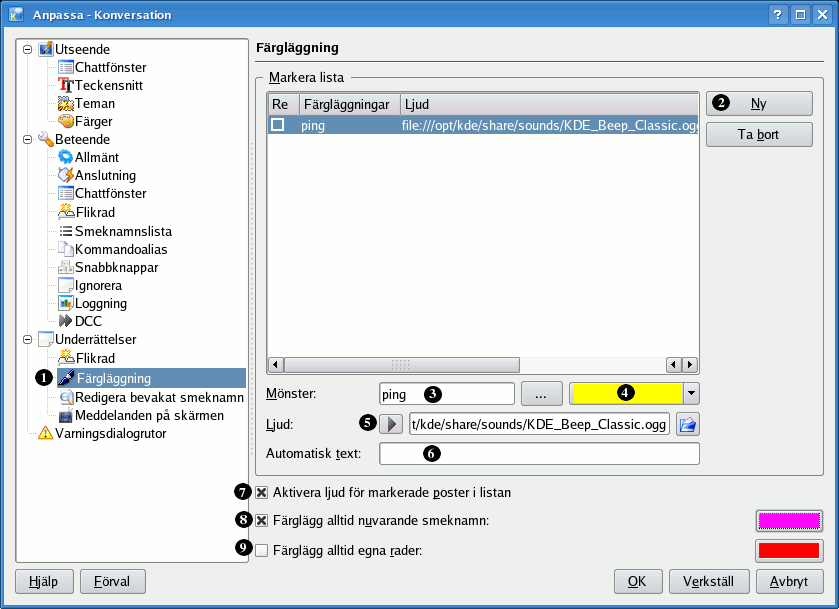 Anpassa - Konversation
Utseende
Chattfönster
Teckensnitt
Teman
Färger
Beteende
Allmänt
Anslutning
Chattfönster
Flikrad
Smeknamnslista
Kommandoalias
Snabbknappar
Ignorera
Loggning
DCC
Underrättelser
Flikrad
1 Färgläggning
Redigera bevakat smeknamn
Meddelanden på skärmen
Varningsdialogrutor
Färgläggning
Markera lista
Re Färgläggningar Ljud
ping file:///opt/kde/share/sounds/KDE_Beep_Classic.ogg
2 Ny
Ta bort
Mönster: ping 3 ... 4
Ljud: 5 t/kde/share/sounds/KDE_Beep_Classic.ogg
Automatisk text: 6
7 Aktivera ljud för markerade poster i listan
8 Färglägg alltid nuvarande smeknamn:
9 Färglägg alltid egna rader:
Hjälp Förval OK Verkställ Avbryt